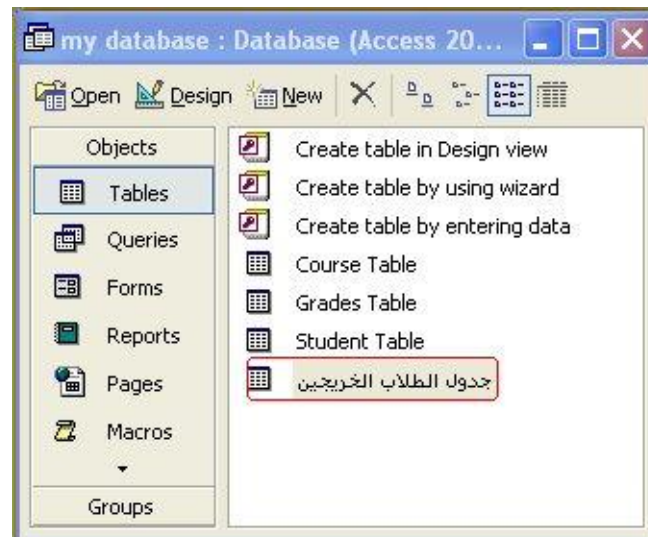 my database : Database (Access 20...
Open Design New
Objects
Tables
Queries
Forms
Reports
Pages
Macros
Groups
Create table in Design view
Create table by using wizard
Create table by entering data
Course Table
Grades Table
Student Table
جدول الطلاب الخريجين